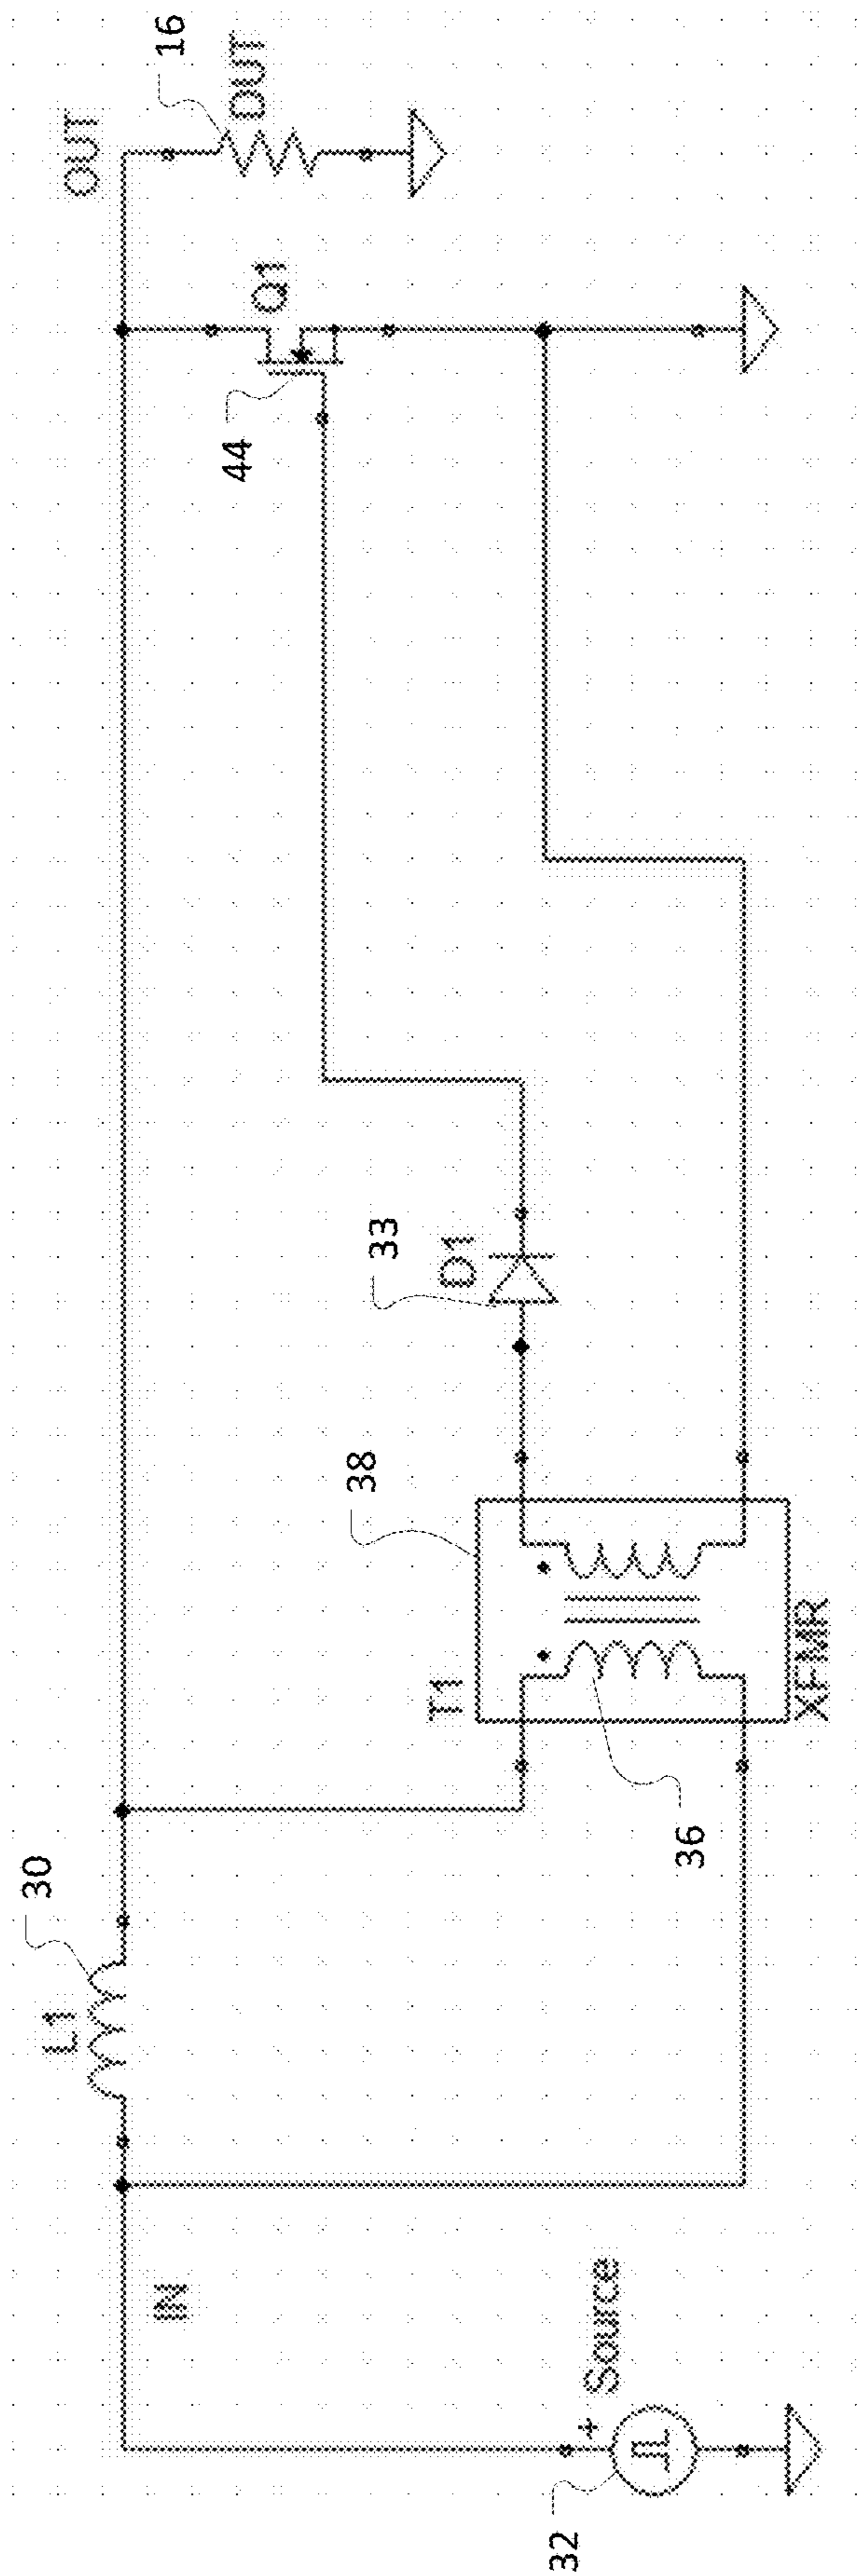 32
+
Source
IN
L1
30
36
T1
38
XFMR
D1
33
44
Q1
OUT
DUT
16